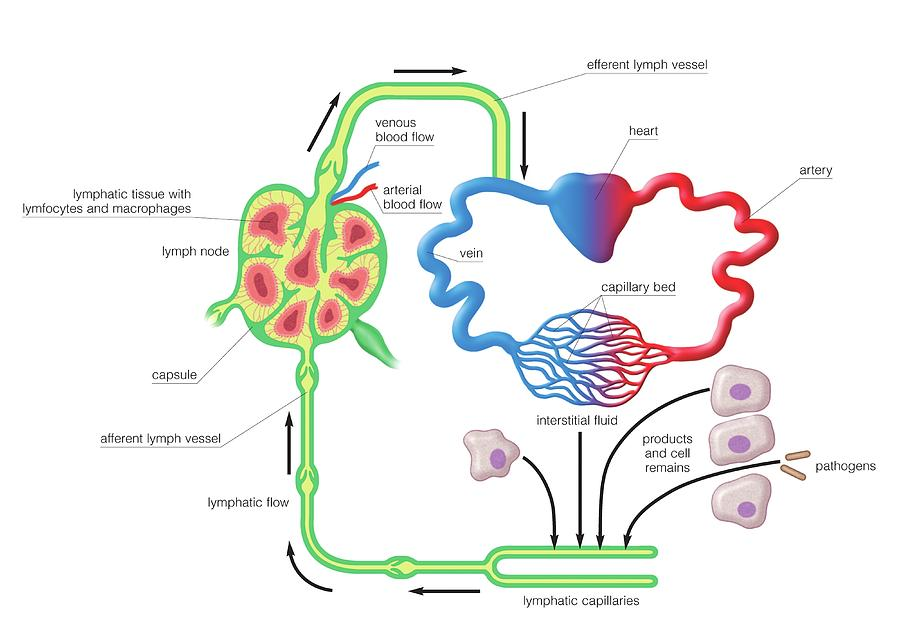 efferent lymph vessel
venous
blood flow
heart
artery
lymphatic tissue with
lymfocytes and macrophages
arterial
blood flow
lymph node
vein
capillary bed
capsule
interstitial fluid
afferent lymph vessel
products
and cell
remains
pathogens
lymphatic flow
lymphatic capillaries